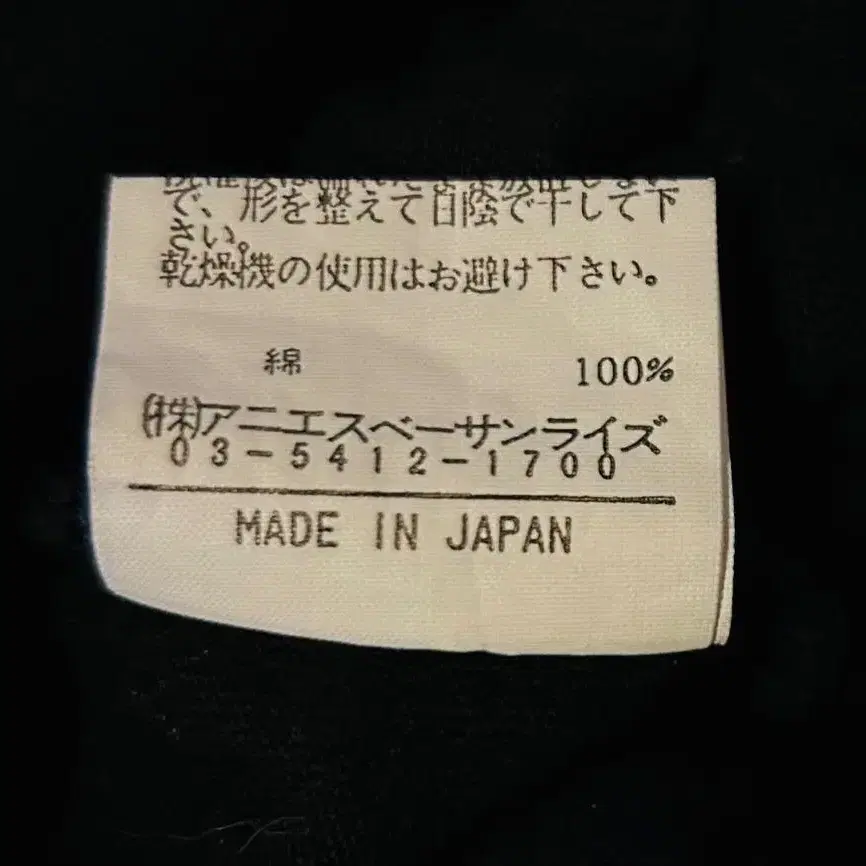 で、形を整えて日陰で干して下
さい。
乾燥機の使用はお避け下さい。
綿 100%
(株)アニエスベーサンライズ
03-5412-1700
MADE IN JAPAN